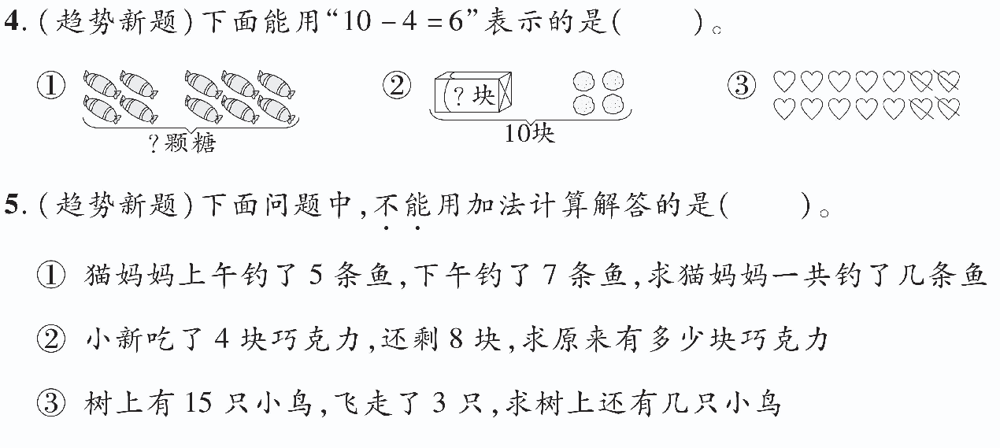 4. (趋势新题)下面能用“10－4＝6”表示的是(　　)。
① ② ③
? 块
?颗糖 10块
5. (趋势新题)下面问题中,不能用加法计算解答的是(　　)。
① 猫妈妈上午钓了 5 条鱼,下午钓了 7 条鱼,求猫妈妈一共钓了几条鱼
② 小新吃了 4 块巧克力,还剩 8 块,求原来有多少块巧克力
③ 树上有 15 只小鸟,飞走了 3 只,求树上还有几只小鸟